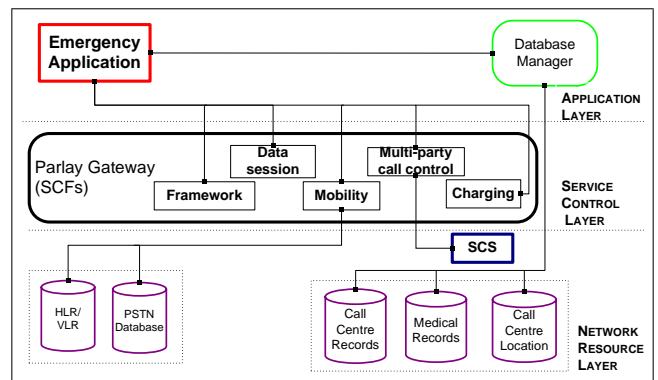 Emergency
Application
Database
Manager
APPLICATION
LAYER
Parlay Gateway
(SCFs)
Data
session
Multi-party
call control
Framework
Mobility
Charging
SERVICE
CONTROL
LAYER
SCS
HLR/
VLR
PSTN
Database
Call
Centre
Records
Medical
Records
Call
Centre
Location
NETWORK
RESOURCE
LAYER